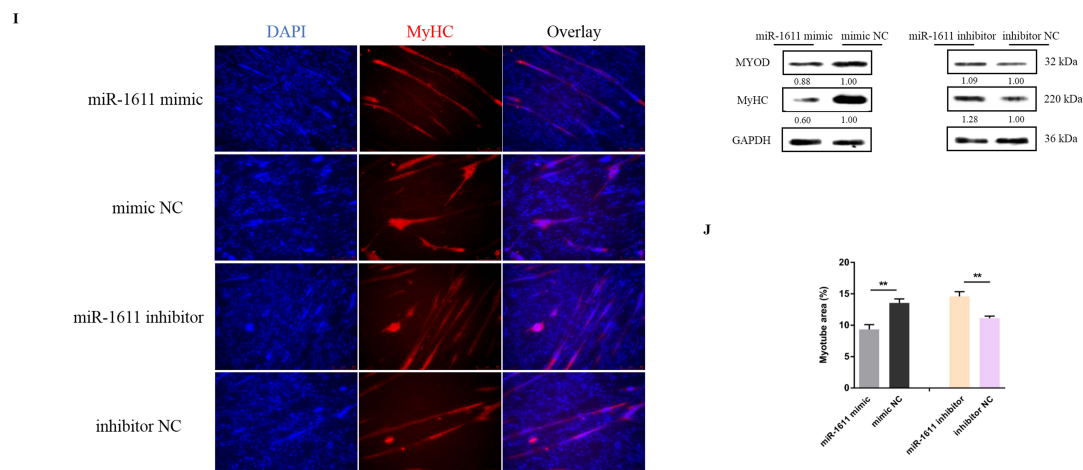 I
DAPI MyHC Overlay
miR-1611 mimic
mimic NC
miR-1611 inhibitor
inhibitor NC
miR-1611 mimic mimic NC miR-1611 inhibitor inhibitor NC
MYOD 32 kDa
0.88 1.00 1.09 1.00
MyHC 220 kDa
0.60 1.00 1.28 1.00
GAPDH 36 kDa
J
Myotube area (%)
20
15
10
5
0
** **
miR-1611 mimic
mimic NC
miR-1611 inhibitor
inhibitor NC